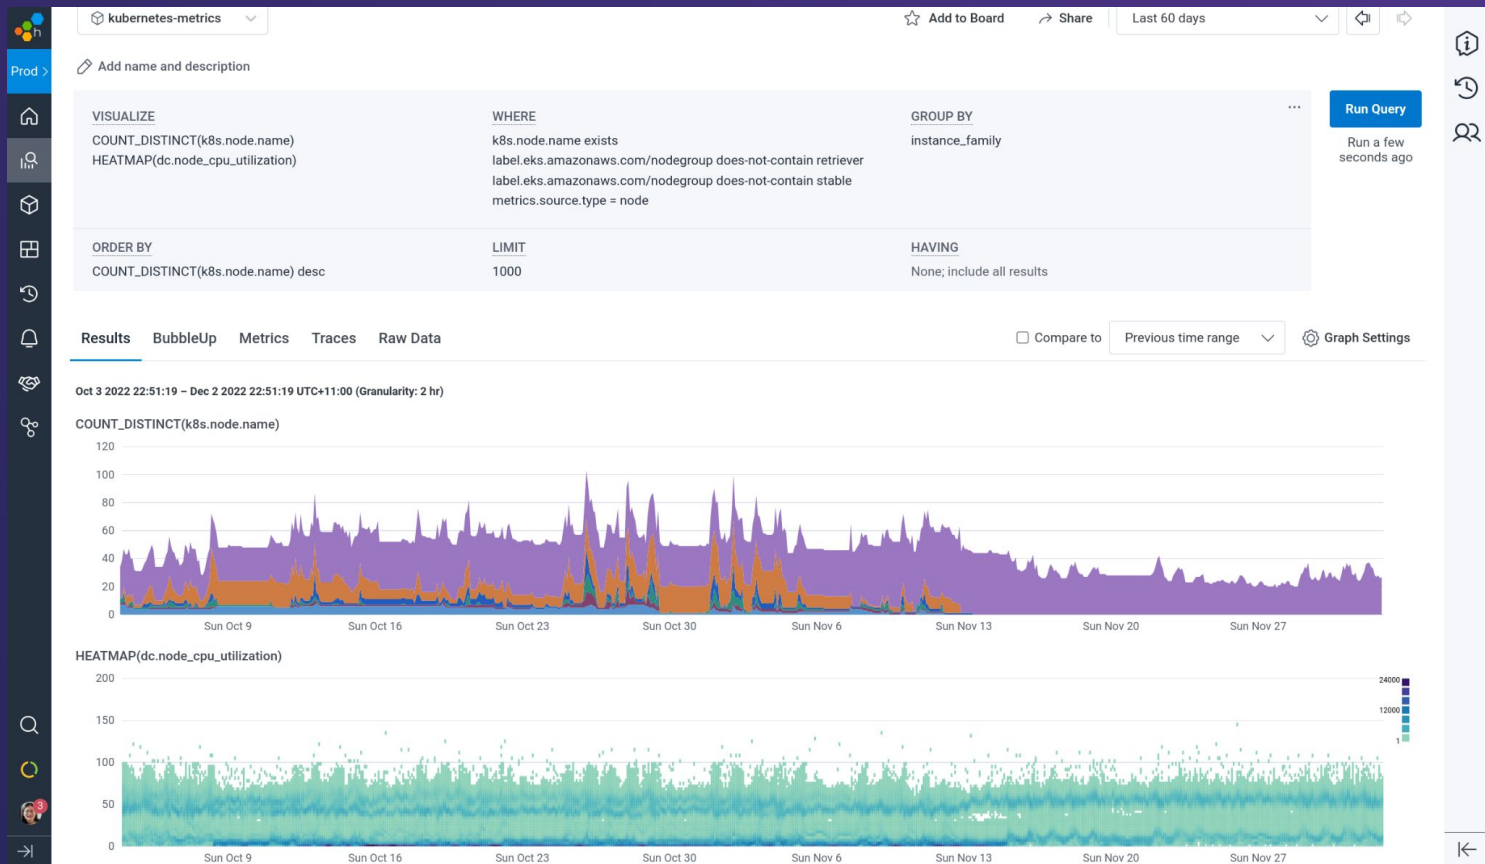 kubernetes-metrics
Add to Board
Share
Last 60 days
h
Prod >
Add name and description
VISUALIZE
COUNT_DISTINCT(k8s.node.name)
HEATMAP(dc.node_cpu_utilization)
WHERE
k8s.node.name exists
label.eks.amazonaws.com/nodegroup does-not-contain retriever
label.eks.amazonaws.com/nodegroup does-not-contain stable
metrics.source.type = node
GROUP BY
instance_family
...
Run Query
Run a few
seconds ago
ORDER BY
COUNT_DISTINCT(k8s.node.name) desc
LIMIT
1000
HAVING
None; include all results
Results
BubbleUp
Metrics
Traces
Raw Data
Compare to
Previous time range
Graph Settings
Oct 3 2022 22:51:19 – Dec 2 2022 22:51:19 UTC+11:00 (Granularity: 2 hr)
COUNT_DISTINCT(k8s.node.name)
120
100
80
60
40
20
0
Sun Oct 9
Sun Oct 16
Sun Oct 23
Sun Oct 30
Sun Nov 6
Sun Nov 13
Sun Nov 20
Sun Nov 27
HEATMAP(dc.node_cpu_utilization)
200
150
100
50
0
24000
12000
1
Sun Oct 9
Sun Oct 16
Sun Oct 23
Sun Oct 30
Sun Nov 6
Sun Nov 13
Sun Nov 20
Sun Nov 27
3